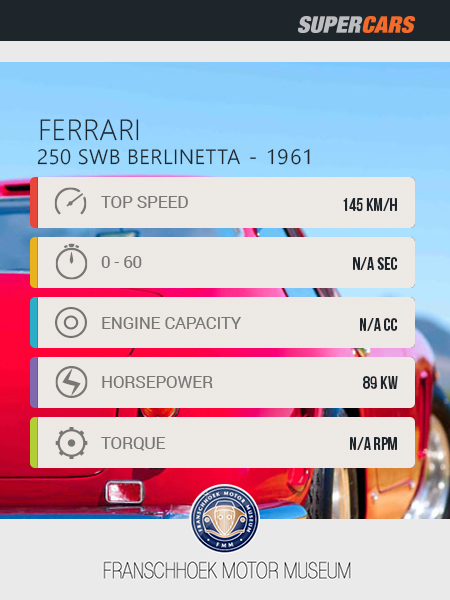 SUPERCARS
FERRARI
250 SWB BERLINETTA - 1961
TOP SPEED 145 KM/H
0 - 60 N/A SEC
ENGINE CAPACITY N/A CC
HORSEPOWER 89 KW
TORQUE N/A RPM
FRANSCHHOEK MOTOR MUSEUM
FMM
FRANSCHHOEK MOTOR MUSEUM